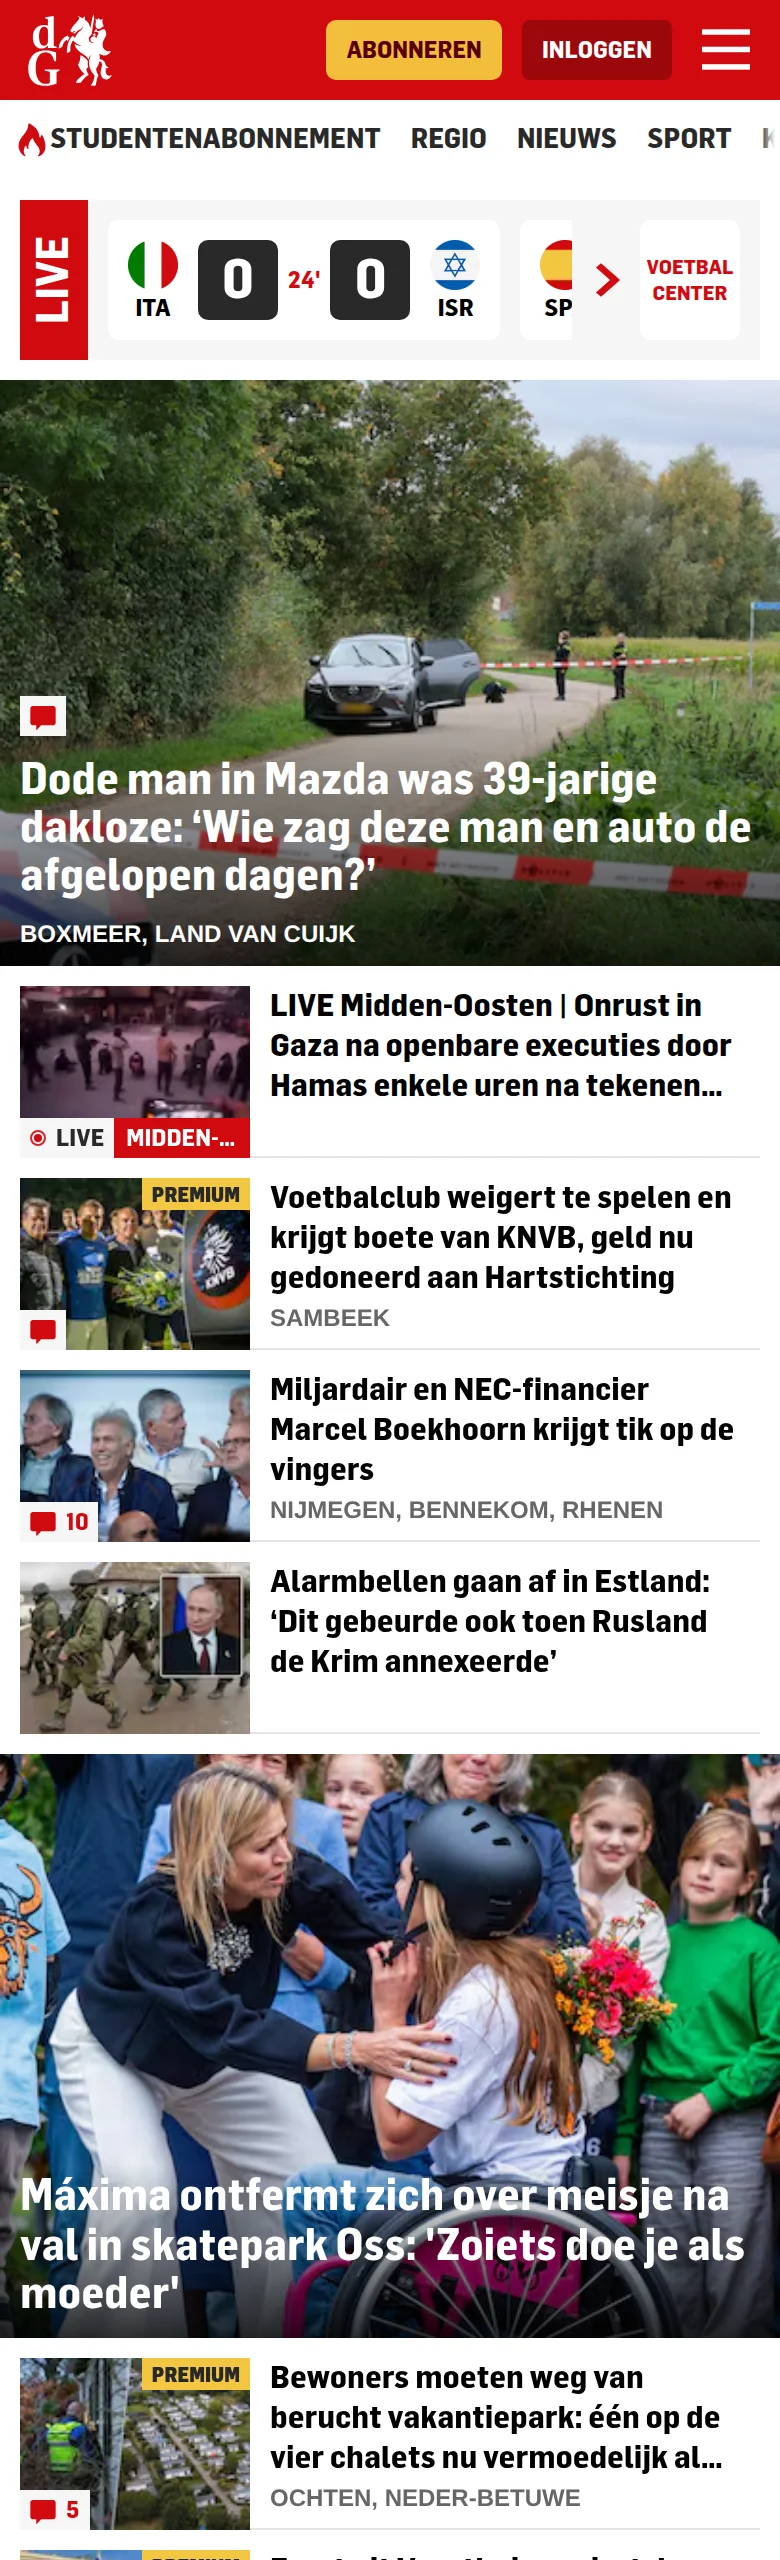 dG
ABONNEREN
INLOGGEN
STUDENTENABONNEMENT REGIO NIEUWS SPORT
LIVE
ITA
0
24'
0
ISR
SP
VOETBAL
CENTER
Dode man in Mazda was 39-jarige
dakloze: ‘Wie zag deze man en auto de
afgelopen dagen?’
BOXMEER, LAND VAN CUIJK
LIVE MIDDEN-...
LIVE Midden-Oosten | Onrust in
Gaza na openbare executies door
Hamas enkele uren na tekenen...
PREMIUM
KNVB
Voetbalclub weigert te spelen en
krijgt boete van KNVB, geld nu
gedoneerd aan Hartstichting
SAMBEEK
10
Miljardair en NEC-financier
Marcel Boekhoorn krijgt tik op de
vingers
NIJMEGEN, BENNEKOM, RHENEN
Alarmbellen gaan af in Estland:
‘Dit gebeurde ook toen Rusland
de Krim annexeerde’
Máxima ontfermt zich over meisje na
val in skatepark Oss: 'Zoiets doe je als
moeder'
PREMIUM
5
Bewoners moeten weg van
berucht vakantiepark: één op de
vier chalets nu vermoedelijk al...
OCHTEN, NEDER-BETUWE